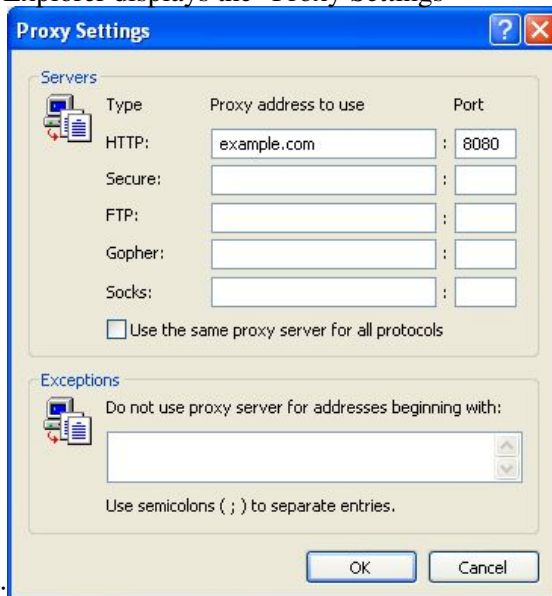 Explorer displays the "Proxy Settings"
Proxy Settings
Servers
Type Proxy address to use Port
HTTP: example.com : 8080
Secure: :
FTP: :
Gopher: :
Socks: :
Use the same proxy server for all protocols
Exceptions
Do not use proxy server for addresses beginning with:
Use semicolons ( ; ) to separate entries.
OK Cancel
.